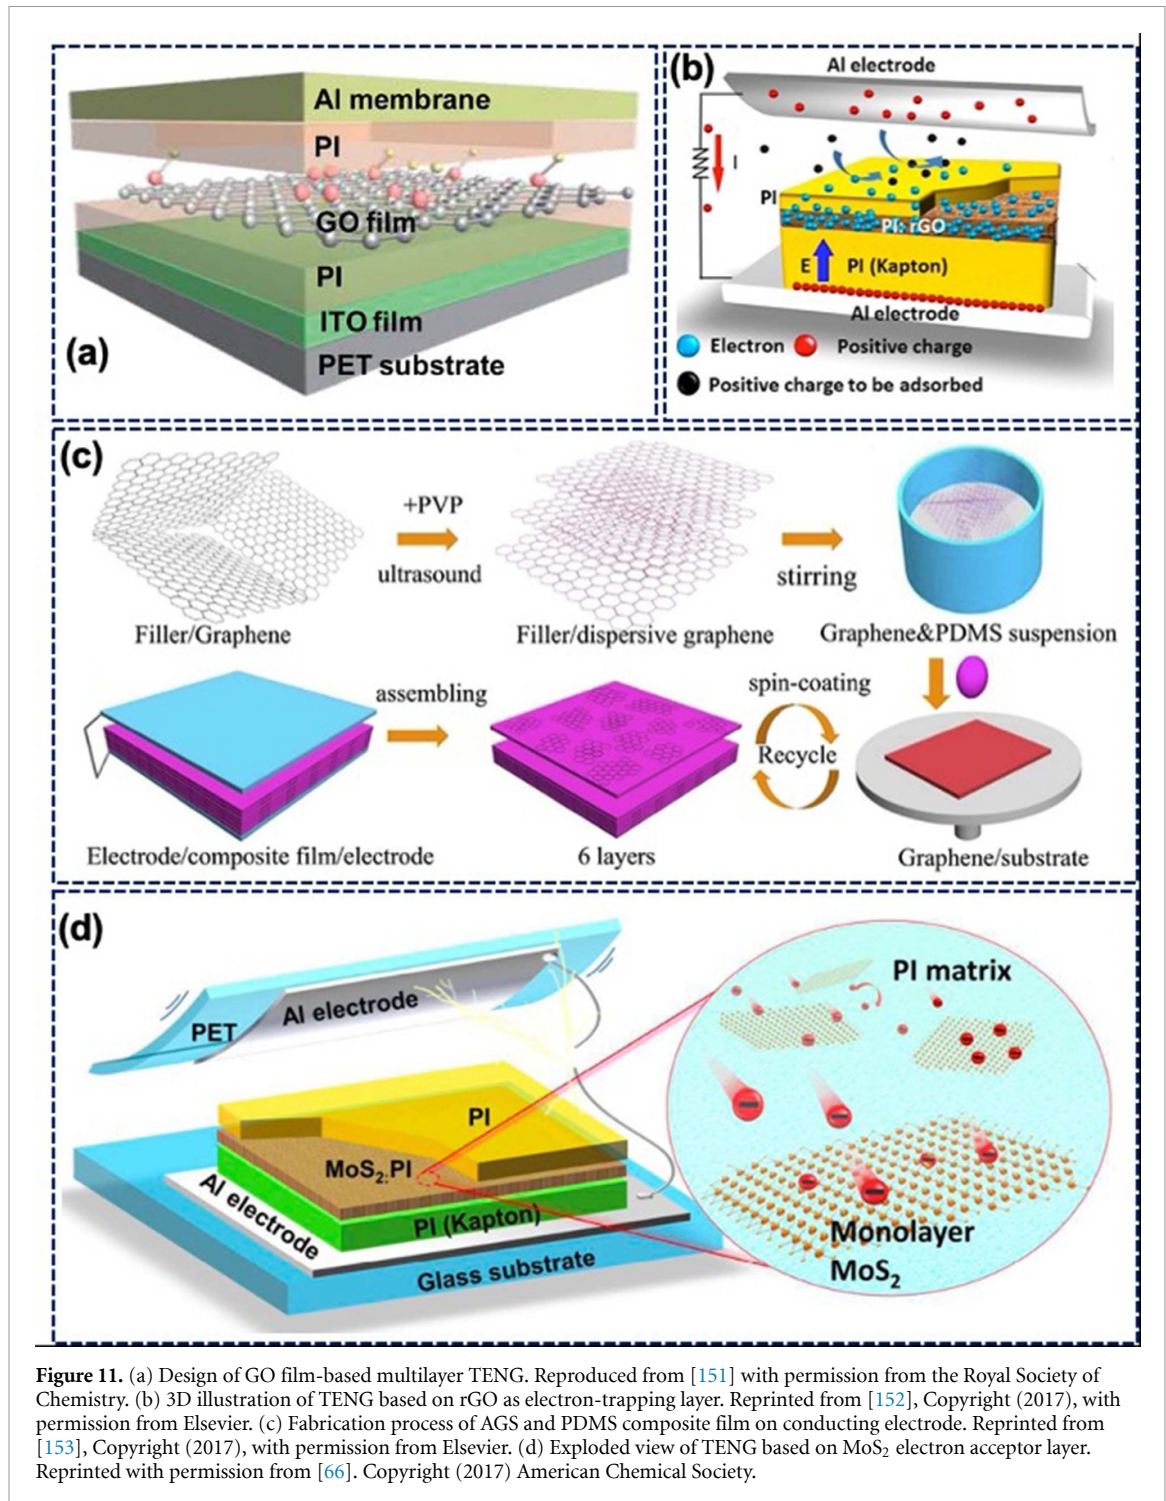 Al membrane
PI
GO film
PI
ITO film
PET substrate
(a)
(b)
Al electrode
I
PI
PI: rGO
E
PI (Kapton)
Al electrode
Electron
Positive charge
Positive charge to be adsorbed
(c)
+PVP
ultrasound
stirring
Filler/Graphene
Filler/dispersive graphene
Graphene&PDMS suspension
assembling
spin-coating
Recycle
Electrode/composite film/electrode
6 layers
Graphene/substrate
(d)
PET
Al electrode
PI
MoS2:PI
Al electrode
PI (Kapton)
Glass substrate
PI matrix
Monolayer
MoS2
Figure 11. (a) Design of GO film-based multilayer TENG. Reproduced from [151] with permission from the Royal Society of
Chemistry. (b) 3D illustration of TENG based on rGO as electron-trapping layer. Reprinted from [152], Copyright (2017), with
permission from Elsevier. (c) Fabrication process of AGS and PDMS composite film on conducting electrode. Reprinted from
[153], Copyright (2017), with permission from Elsevier. (d) Exploded view of TENG based on MoS2 electron acceptor layer.
Reprinted with permission from [66]. Copyright (2017) American Chemical Society.